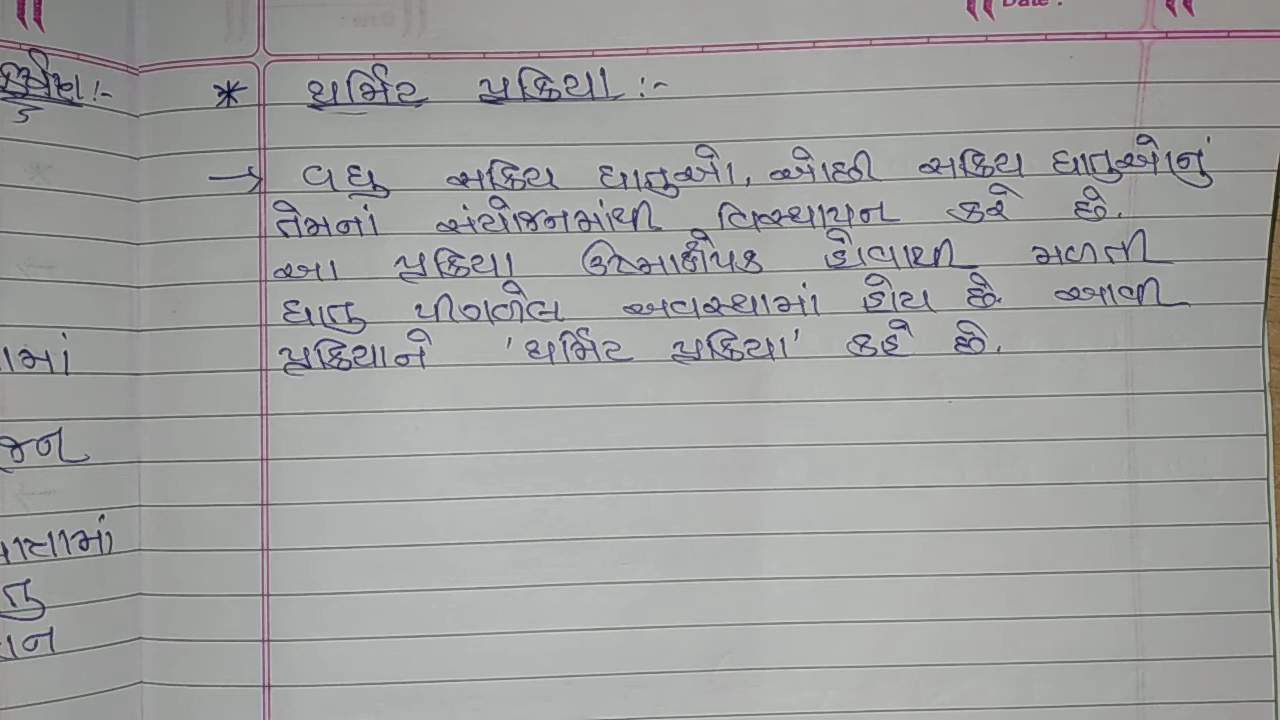 Date :
* થર્મિટ પ્રક્રિયા :-
→ વધુ સક્રિય ધાતુઓ, ઓછી સક્રિય ધાતુઓનું
તેમનાં સંયોજનમાંથી વિસ્થાપન કરે છે.
આ પ્રક્રિયા ઉષ્માક્ષેપક હોવાથી મળતી
ધાતુ પીગળેલ અવસ્થામાં હોય છે. આવી
પ્રક્રિયાને 'થર્મિટ પ્રક્રિયા' કહે છે.